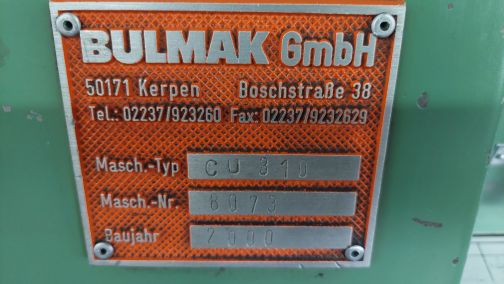 BULMAK GmbH
50171 Kerpen Boschstraße 38
Tel.: 02237/923260 Fax: 02237/9232629
Masch.-Typ CU 310
Masch.-Nr. 8073
Baujahr 2000